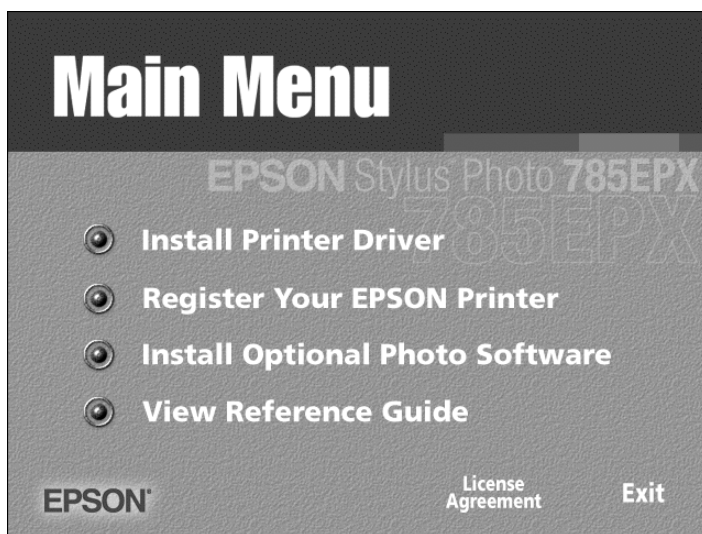 Main Menu
EPSON Stylus Photo 785EPX
785EPX
Install Printer Driver
Register Your EPSON Printer
Install Optional Photo Software
View Reference Guide
EPSON®
License
Agreement
Exit